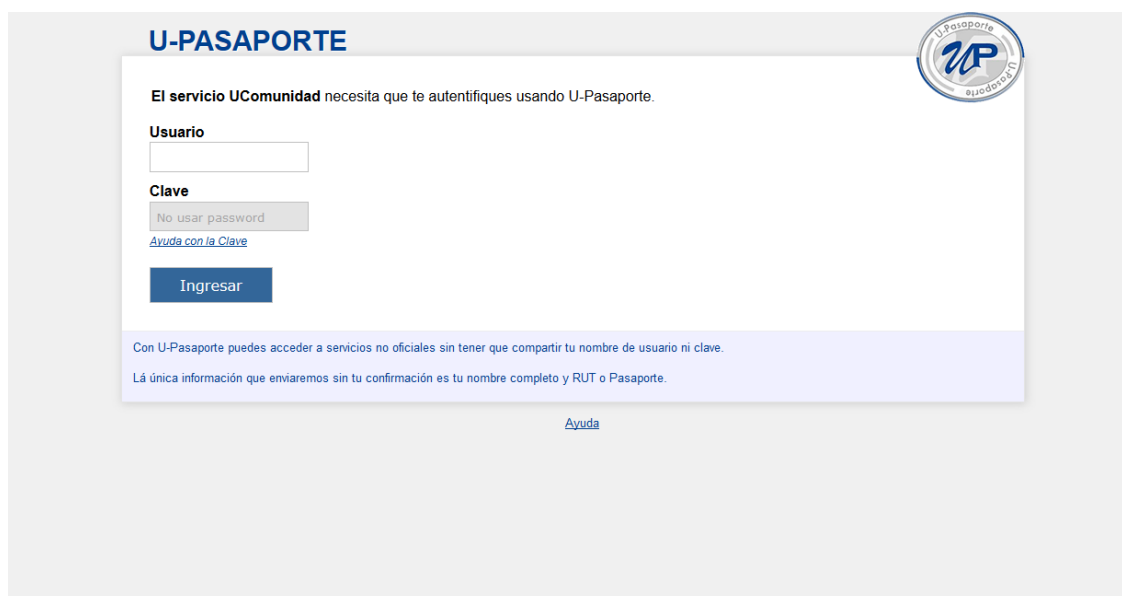 U-PASAPORTE
U-Pasaporte
UP
U-Pasaporte
El servicio UComunidad necesita que te autentifiques usando U-Pasaporte.
Usuario
Clave
No usar password
Ayuda con la Clave
Ingresar
Con U-Pasaporte puedes acceder a servicios no oficiales sin tener que compartir tu nombre de usuario ni clave.
Lá única información que enviaremos sin tu confirmación es tu nombre completo y RUT o Pasaporte.
Ayuda